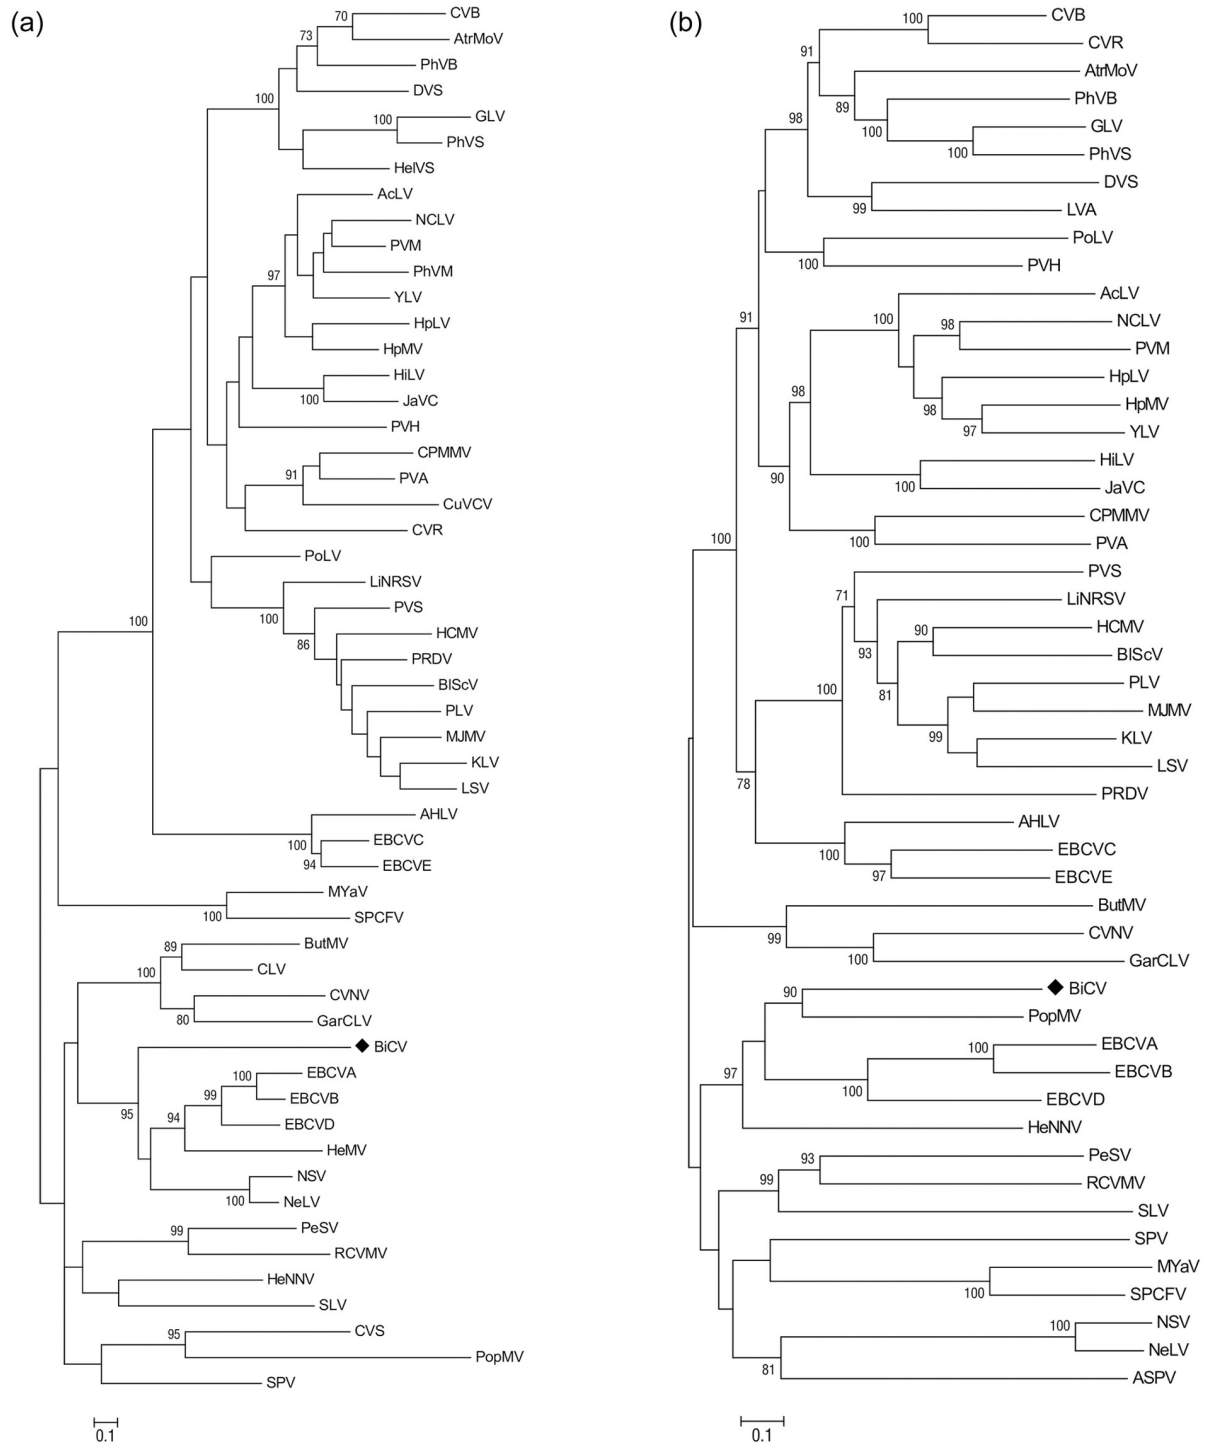 (a)
70
CVB
AtrMoV
73
PhVB
DVS
100
100
GLV
PhVS
HelVS
AcLV
NCLV
PVM
PhVM
97
YLV
HpLV
HpMV
HiLV
100
JaVC
PVH
CPMMV
91
PVA
CuVCV
CVR
PoLV
LiNRSV
100
PVS
86
HCMV
PRDV
BlScV
PLV
MJMV
KLV
LSV
100
AHLV
100
EBCVC
94
EBCVE
MYaV
100
SPCFV
89
ButMV
100
CLV
CVNV
80
GarCLV
BiCV
95
100
EBCVA
99
EBCVB
94
EBCVD
HeMV
NSV
100
NeLV
99
PeSV
RCVMV
HeNNV
SLV
95
CVS
PopMV
SPV
0.1
(b)
100
CVB
CVR
91
AtrMoV
89
PhVB
100
98
GLV
100
PhVS
DVS
99
LVA
PoLV
100
PVH
91
100
AcLV
98
NCLV
PVM
HpLV
98
98
HpMV
97
YLV
HiLV
90
100
JaVC
CPMMV
100
PVA
100
PVS
71
LiNRSV
93
90
HCMV
BlScV
100
81
PLV
MJMV
99
KLV
LSV
78
PRDV
AHLV
100
EBCVC
97
EBCVE
ButMV
99
CVNV
100
GarCLV
90
BiCV
PopMV
97
100
EBCVA
EBCVB
100
EBCVD
HeNNV
93
PeSV
99
RCVMV
SLV
SPV
MYaV
100
SPCFV
100
NSV
NeLV
81
ASPV
0.1